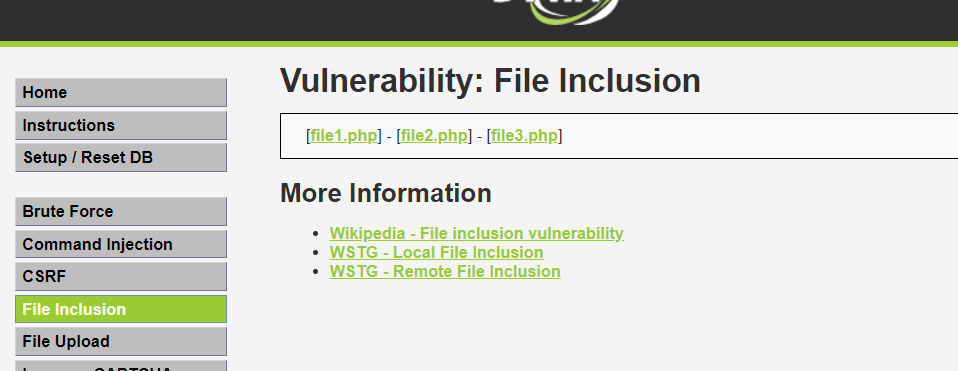 Vulnerability: File Inclusion
[file1.php] - [file2.php] - [file3.php]
More Information
Wikipedia - File inclusion vulnerability
WSTG - Local File Inclusion
WSTG - Remote File Inclusion
Home
Instructions
Setup / Reset DB
Brute Force
Command Injection
CSRF
File Inclusion
File Upload